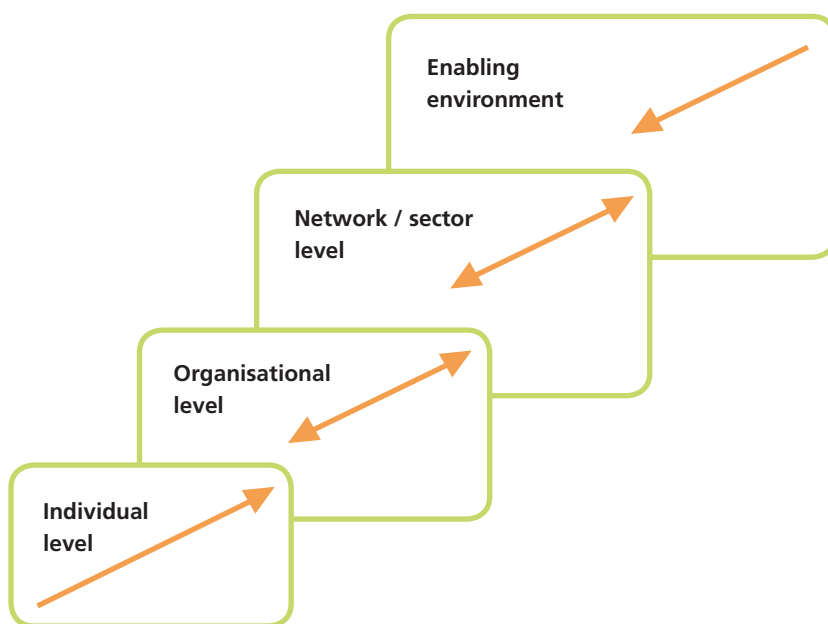 Enabling
environment
Network / sector
level
Organisational
level
Individual
level